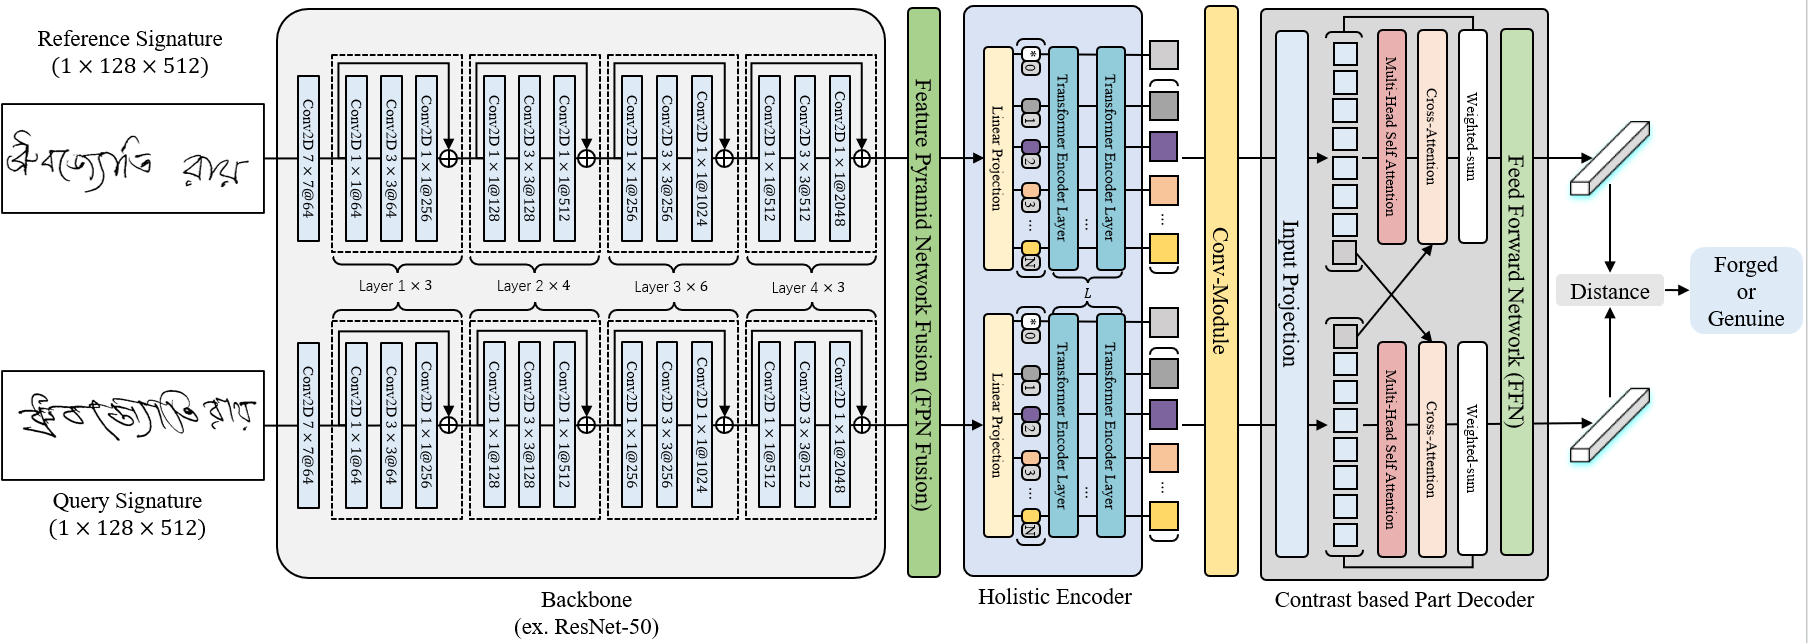 Reference Signature
(1 × 128 × 512)
রায়
Query Signature
(1 × 128 × 512)
Conv2D 7 × 7@64
Conv2D 1 × 1@64
Conv2D 3 × 3@64
Conv2D 1 × 1@256
Conv2D 1 × 1@128
Conv2D 3 × 3@128
Conv2D 1 × 1@512
Conv2D 1 × 1@256
Conv2D 3 × 3@256
Conv2D 1 × 1@1024
Conv2D 1 × 1@512
Conv2D 3 × 3@512
Conv2D 1 × 1@2048
Layer 1 × 3
Layer 2 × 4
Layer 3 × 6
Layer 4 × 3
Conv2D 7 × 7@64
Conv2D 1 × 1@64
Conv2D 3 × 3@64
Conv2D 1 × 1@256
Conv2D 1 × 1@128
Conv2D 3 × 3@128
Conv2D 1 × 1@512
Conv2D 1 × 1@256
Conv2D 3 × 3@256
Conv2D 1 × 1@1024
Conv2D 1 × 1@512
Conv2D 3 × 3@512
Conv2D 1 × 1@2048
Backbone
(ex. ResNet-50)
Feature Pyramid Network Fusion (FPN Fusion)
Linear Projection
*
0
1
2
3
...
N
Transformer Encoder Layer
...
Transformer Encoder Layer
...
L
Linear Projection
*
0
1
2
3
...
N
Transformer Encoder Layer
...
Transformer Encoder Layer
...
Holistic Encoder
Conv-Module
Input Projection
Multi-Head Self Attention
Cross-Attention
Weighted-sum
Multi-Head Self Attention
Cross-Attention
Weighted-sum
Feed Forward Network (FFN)
Contrast based Part Decoder
Distance
Forged
or
Genuine